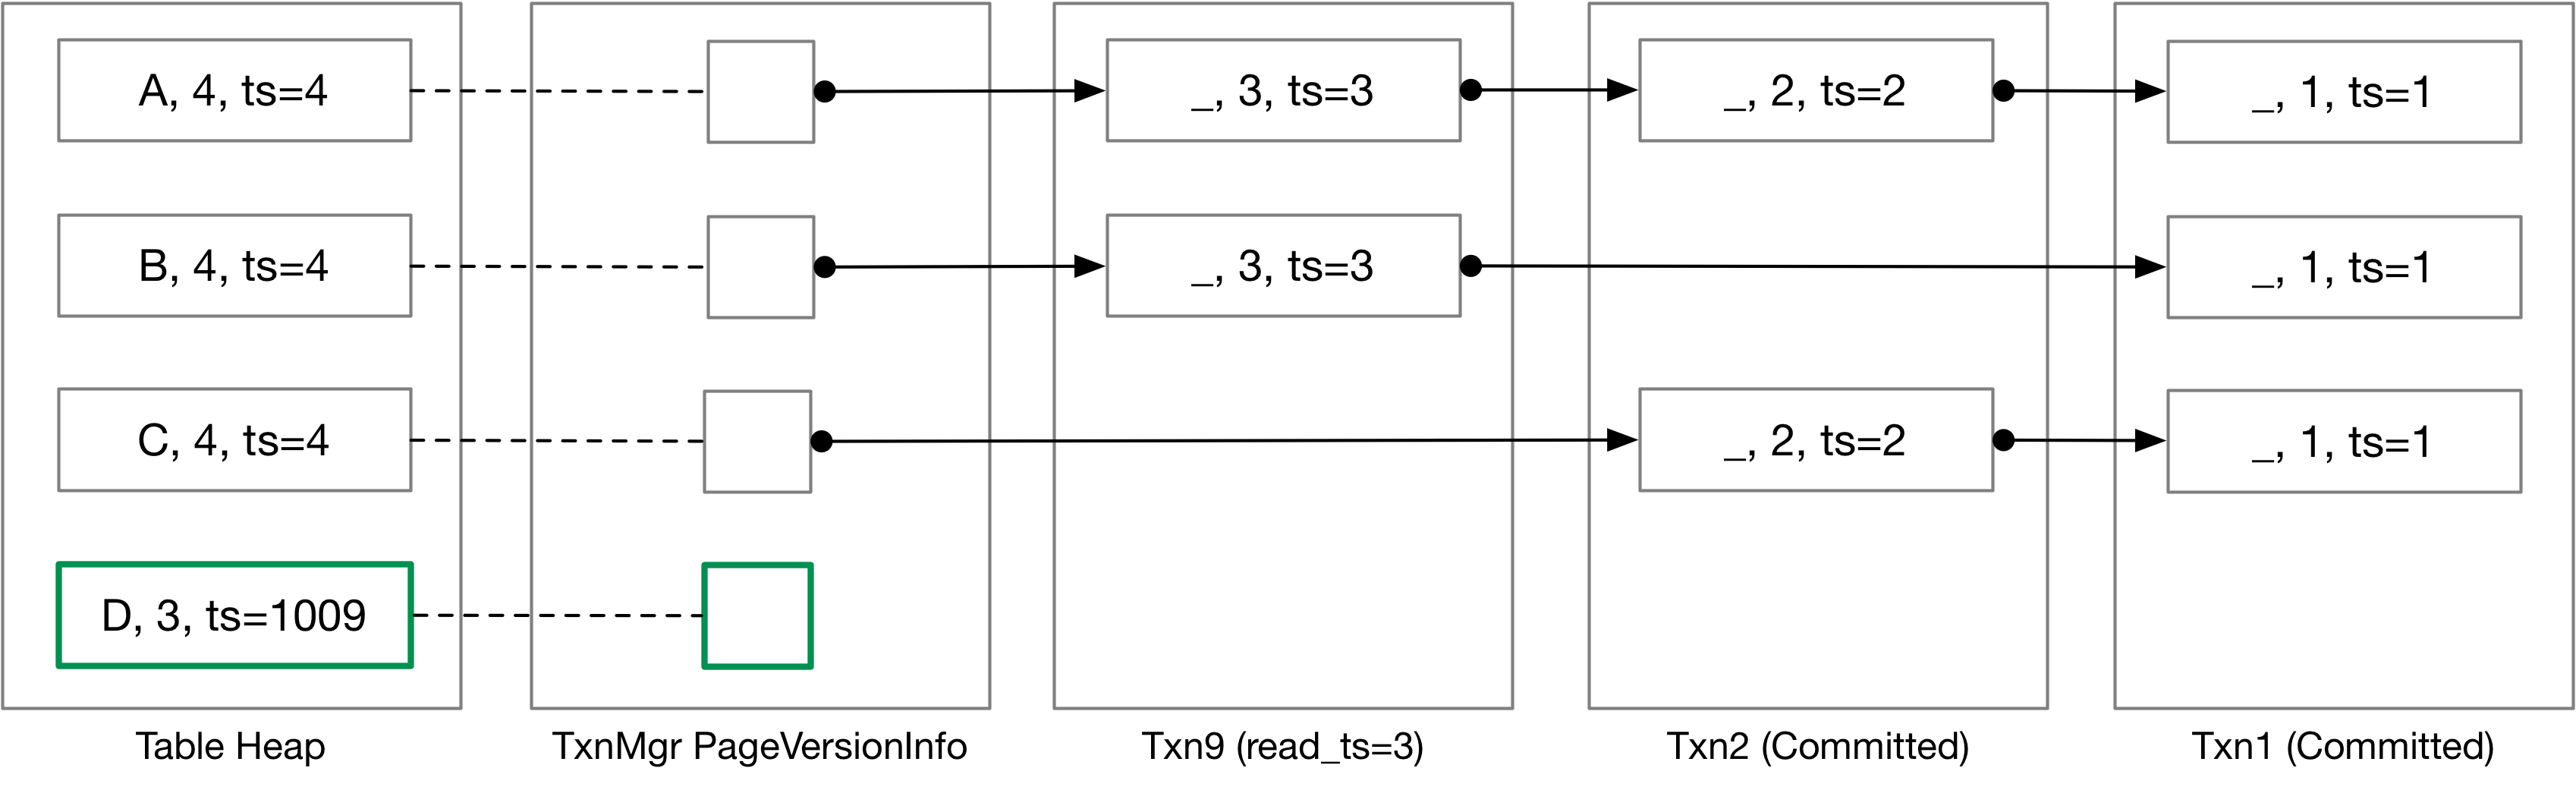 A, 4, ts=4
_, 3, ts=3
_, 2, ts=2
_, 1, ts=1
B, 4, ts=4
_, 3, ts=3
_, 1, ts=1
C, 4, ts=4
_, 2, ts=2
_, 1, ts=1
D, 3, ts=1009
Table Heap
TxnMgr PageVersionInfo
Txn9 (read_ts=3)
Txn2 (Committed)
Txn1 (Committed)